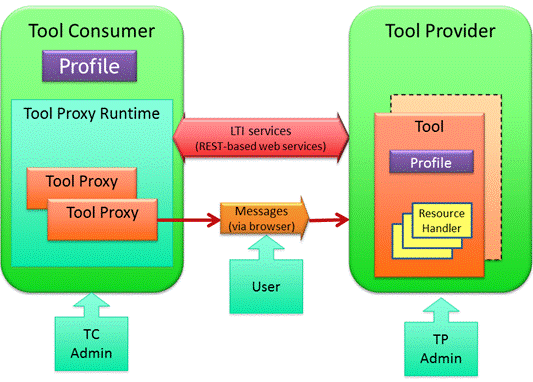 Tool Consumer
Profile
Tool Proxy Runtime
Tool Proxy
Tool Proxy
LTI services
(REST-based web services)
Messages
(via browser)
User
TC
Admin
Tool Provider
Tool
Profile
Resource
Handler
TP
Admin